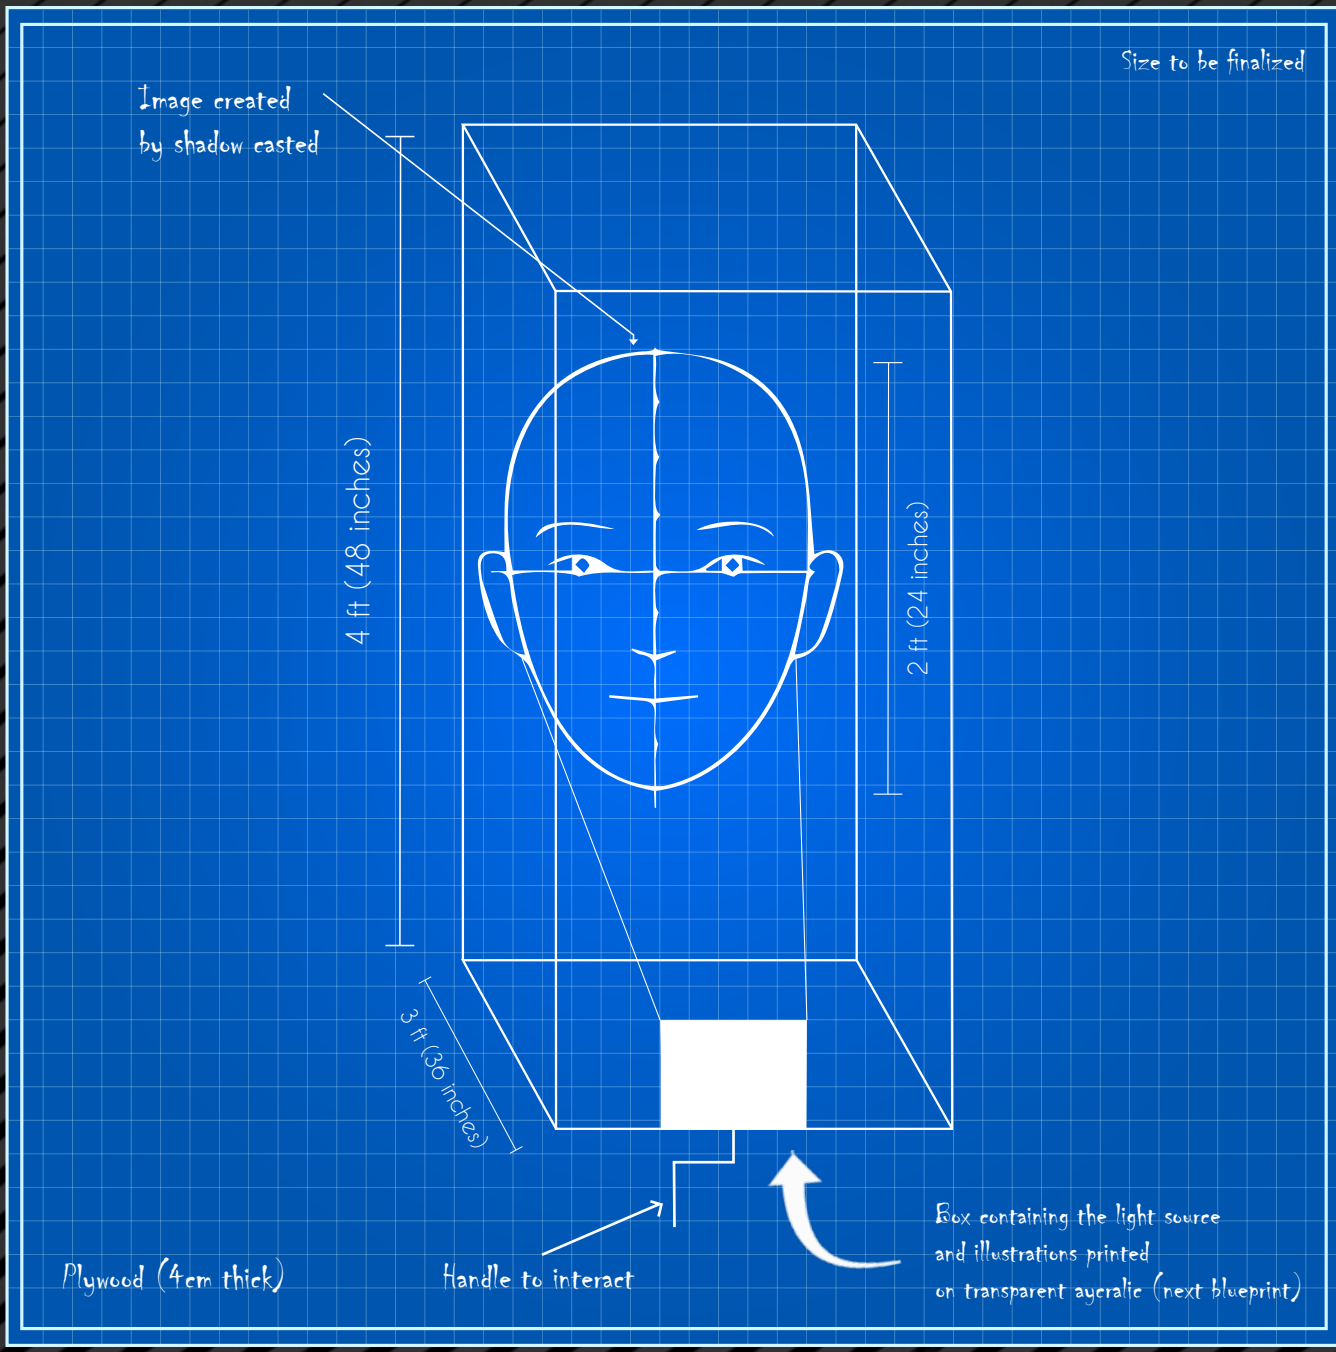 Size to be finalized
Image created
by shadow casted
4 ft (48 inches)
2 ft (24 inches)
3 ft (36 inches)
Box containing the light source
and illustrations printed
on transparent aycralic (next blueprint)
Handle to interact
Plywood (4cm thick)